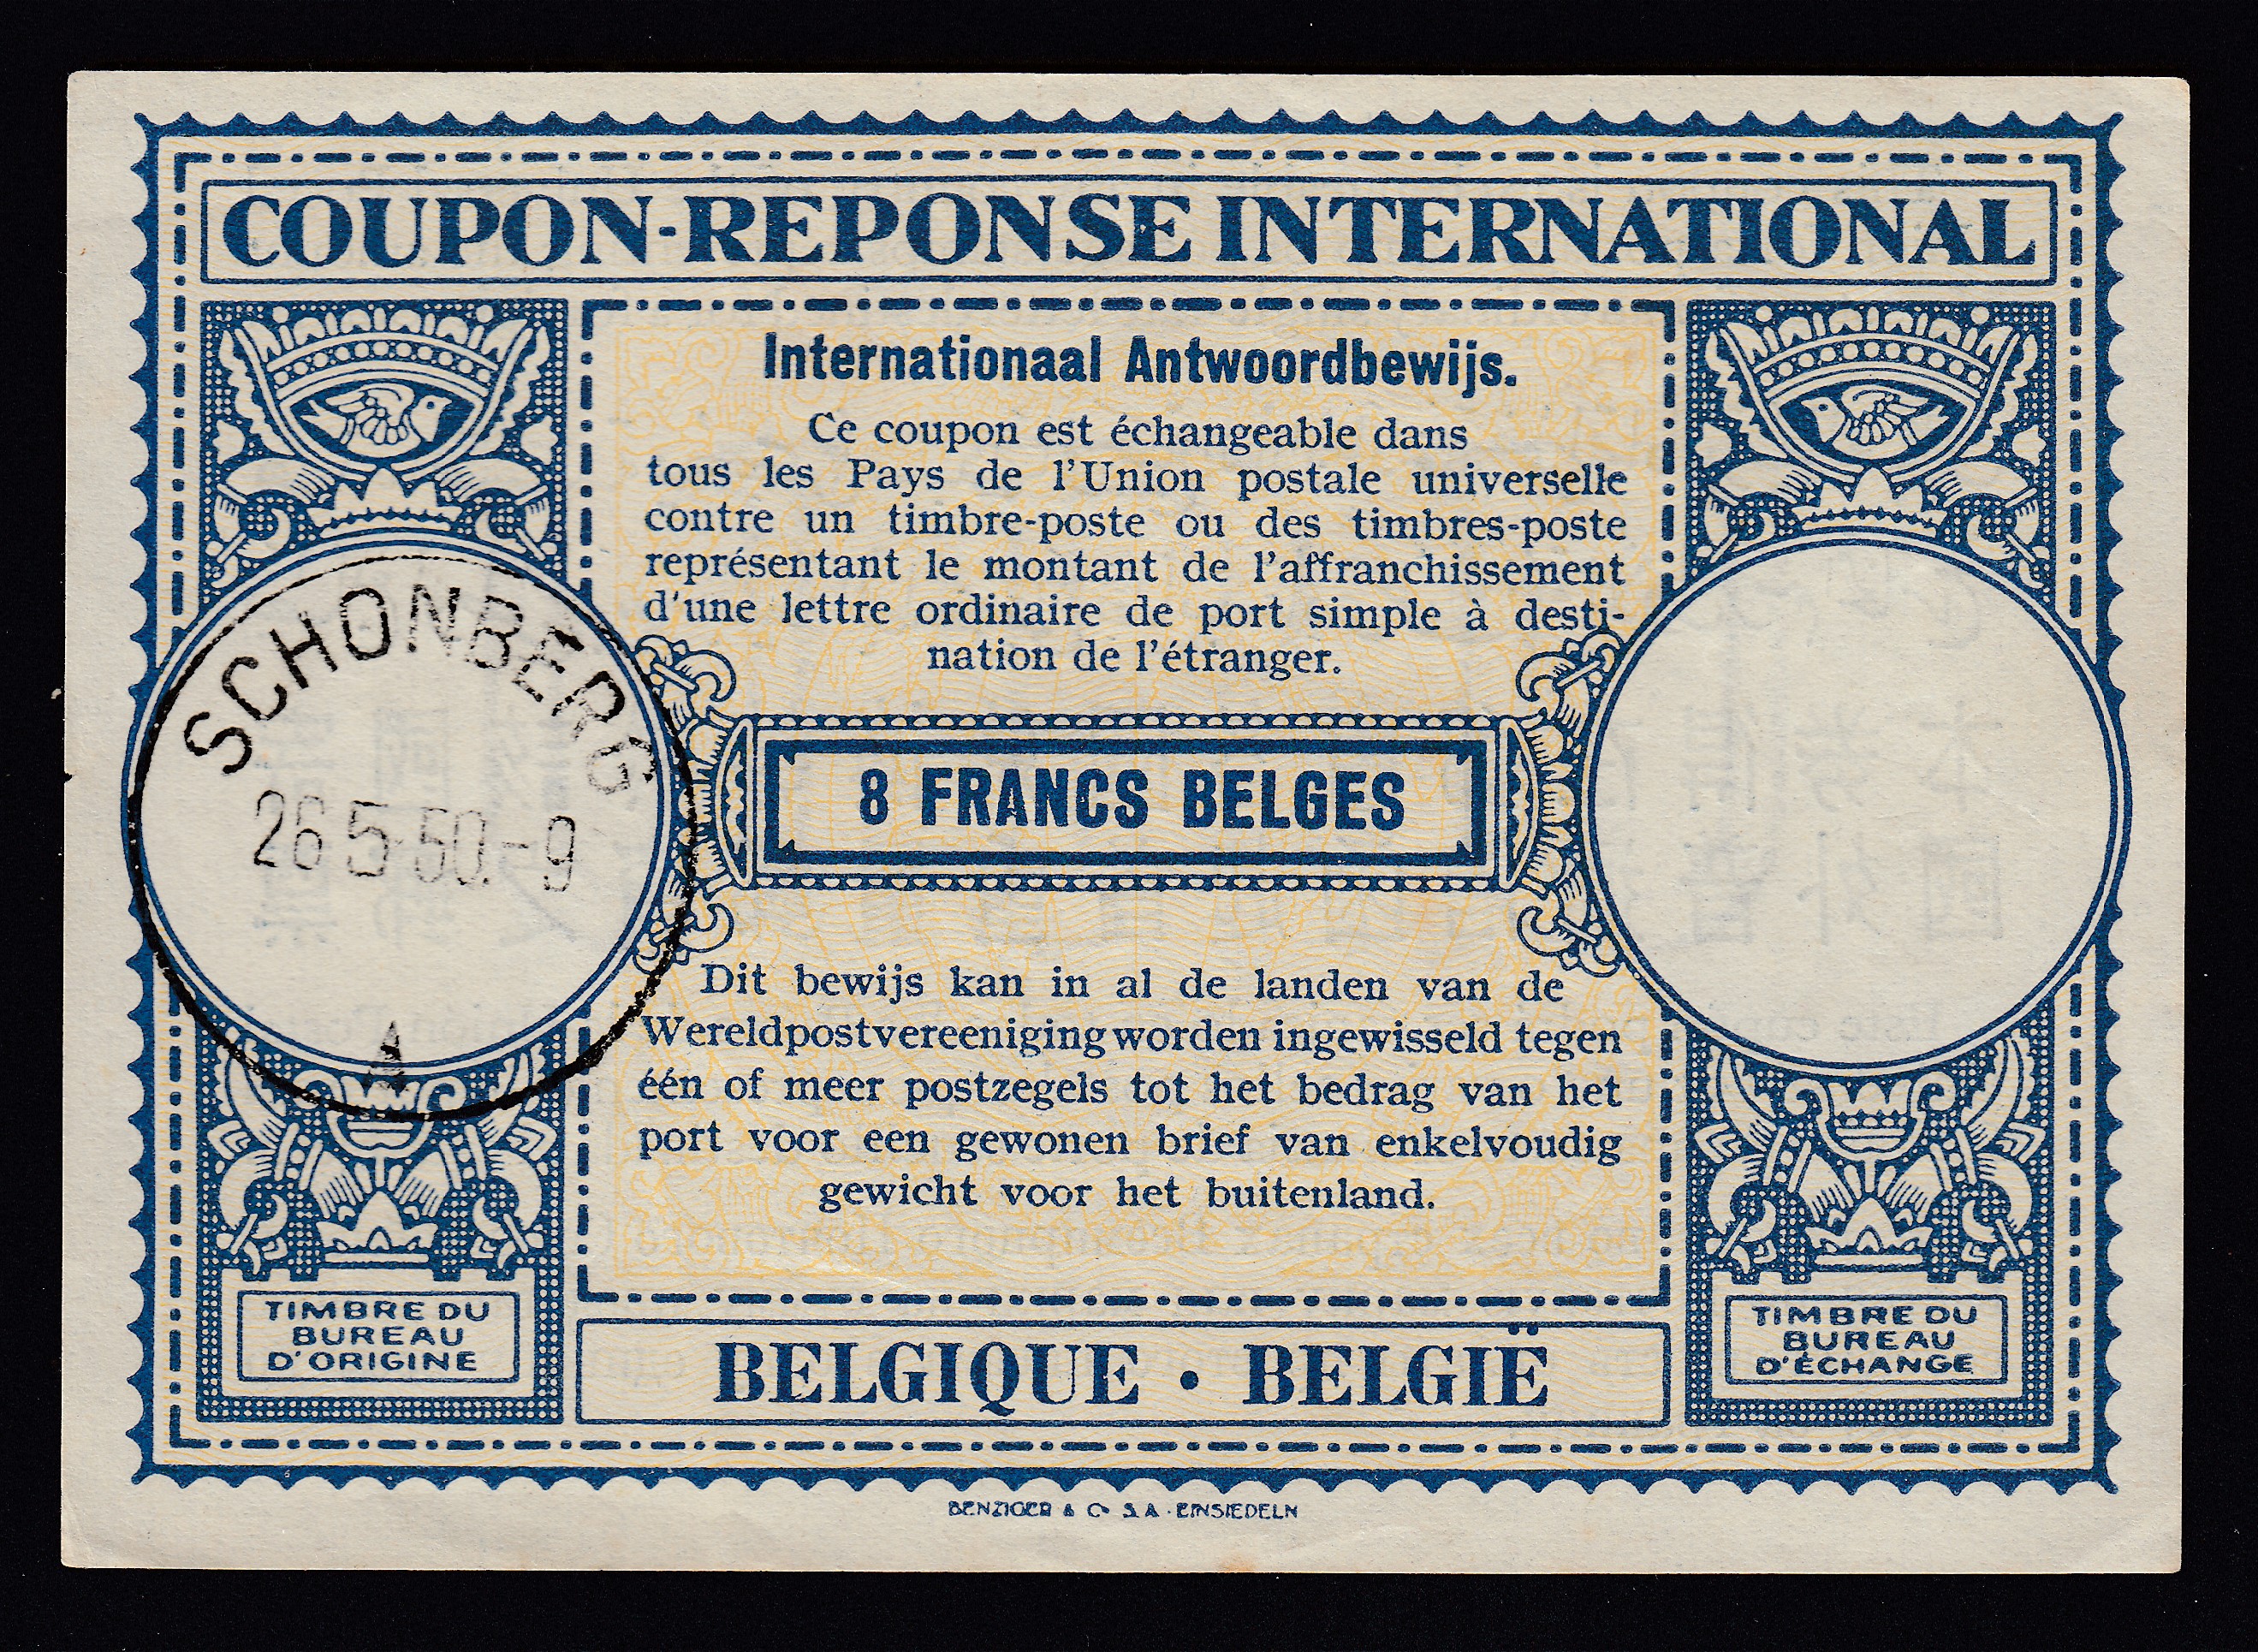 COUPON-REPONSE INTERNATIONAL
Internationaal Antwoordbewijs.
Ce coupon est échangeable dans
tous les Pays de l'Union postale universelle
contre un timbre-poste ou des timbres-poste
représentant le montant de l'affranchissement
d'une lettre ordinaire de port simple à desti-
nation de l'étranger.
SCHONBERG
26 5 50.-9
A
8 FRANCS BELGES
Dit bewijs kan in al de landen van de
Wereldpostvereeniging worden ingewisseld tegen
één of meer postzegels tot het bedrag van het
port voor een gewonen brief van enkelvoudig
gewicht voor het buitenland.
TIMBRE DU
BUREAU
D'ORIGINE
BELGIQUE • BELGIË
TIMBRE DU
BUREAU
D'ÉCHANGE
BENZIGER & Co S.A. EINSIEDELN